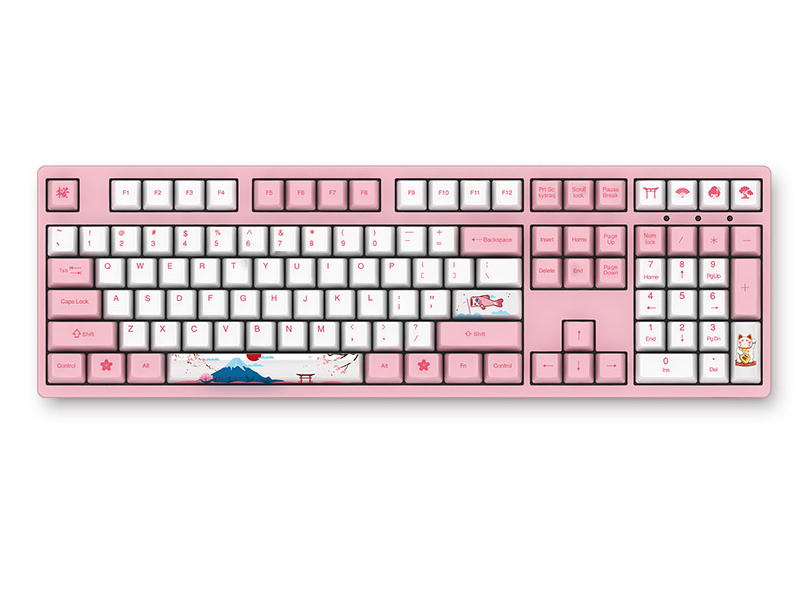 桜 F1 F2 F3 F4 F5 F6 F7 F8 F9 F10 F11 F12 Prt Sc Scroll Pause
sysrq lock Break
~ ! @ # $ % ^ & * ( ) — + Insert Home Page Num / * —
1 2 3 4 5 6 7 8 9 0 = Backspace Up lock
Tab Q W E R T Y U I O P { } Delete End Page 7 8 9 +
[ ] \ Down Home ↑ PgUp
Caps Lock A S D F G H J K L : " 4 5 6
; ' ← →
Shift Z X C V B N M < > ? Shift ↑ 1 2 3
, . / End ↓ PgDn
Control Alt Alt Fn Control ← ↓ → 0 .
Ins Del